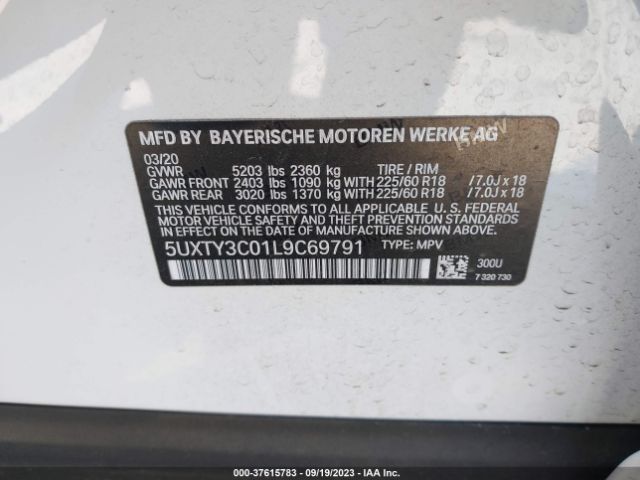 MFD BY BAYERISCHE MOTOREN WERKE AG
03/20
GVWR 5203 lbs 2360 kg TIRE / RIM
GAWR FRONT 2403 lbs 1090 kg WITH 225/60 R18 / 7.0J x 18
GAWR REAR 3020 lbs 1370 kg WITH 225/60 R18 / 7.0J x 18
THIS VEHICLE CONFORMS TO ALL APPLICABLE U. S. FEDERAL
MOTOR VEHICLE SAFETY, BUMPER, AND THEFT PREVENTION
STANDARDS IN EFFECT ON THE DATE OF MANUFACTURE SHOWN ABOVE.
5UXTY3C01L9C69791 TYPE: MPV
300U
7 320 730
BMW
# - 37615783 - 09/19/2023 - IAA Inc.